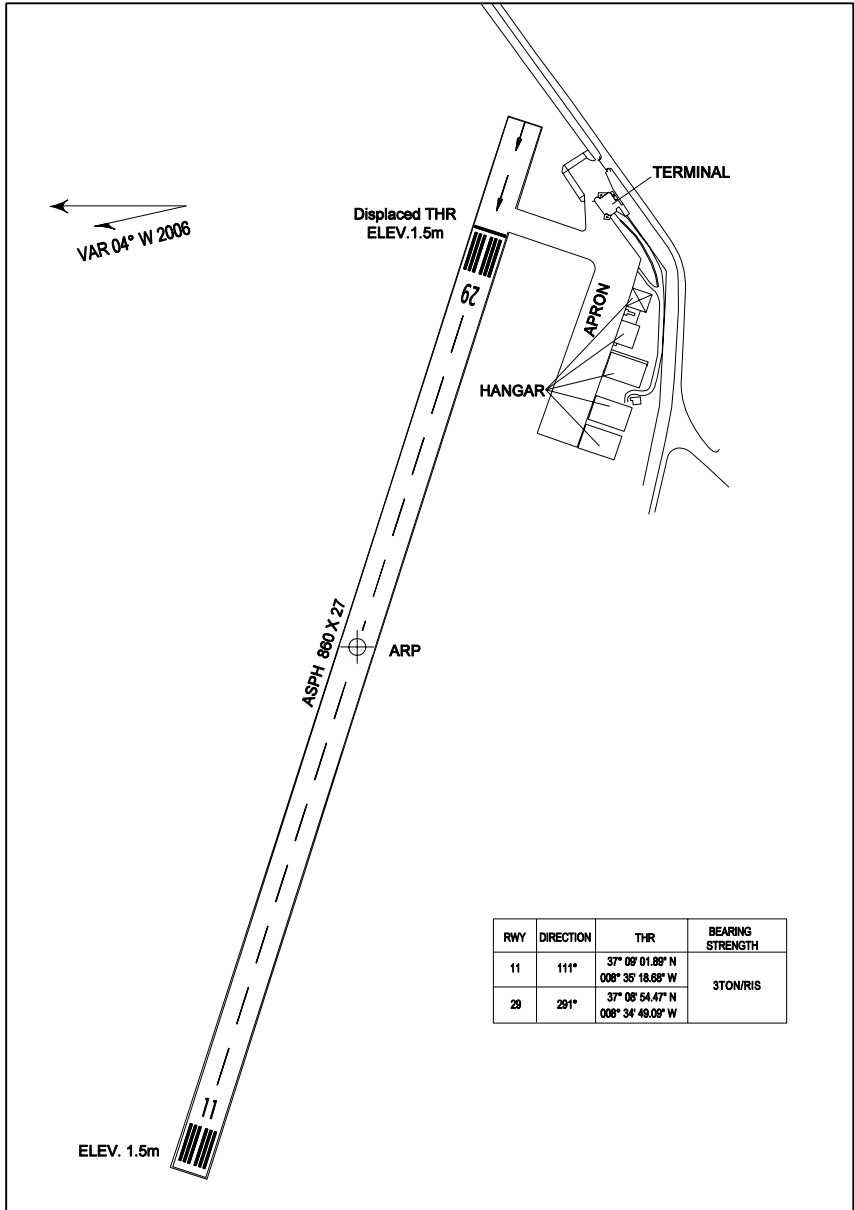 TERMINAL
Displaced THR
ELEV.1.5m
VAR 04° W 2006
29
APRON
HANGAR
ASPH 860 X 27
ARP
RWY DIRECTION THR BEARING STRENGTH
11 111° 37° 09' 01.89" N
008° 35' 18.68" W
3TON/RIS
29 291° 37° 08' 54.47" N
008° 34' 49.09" W
11
ELEV. 1.5m